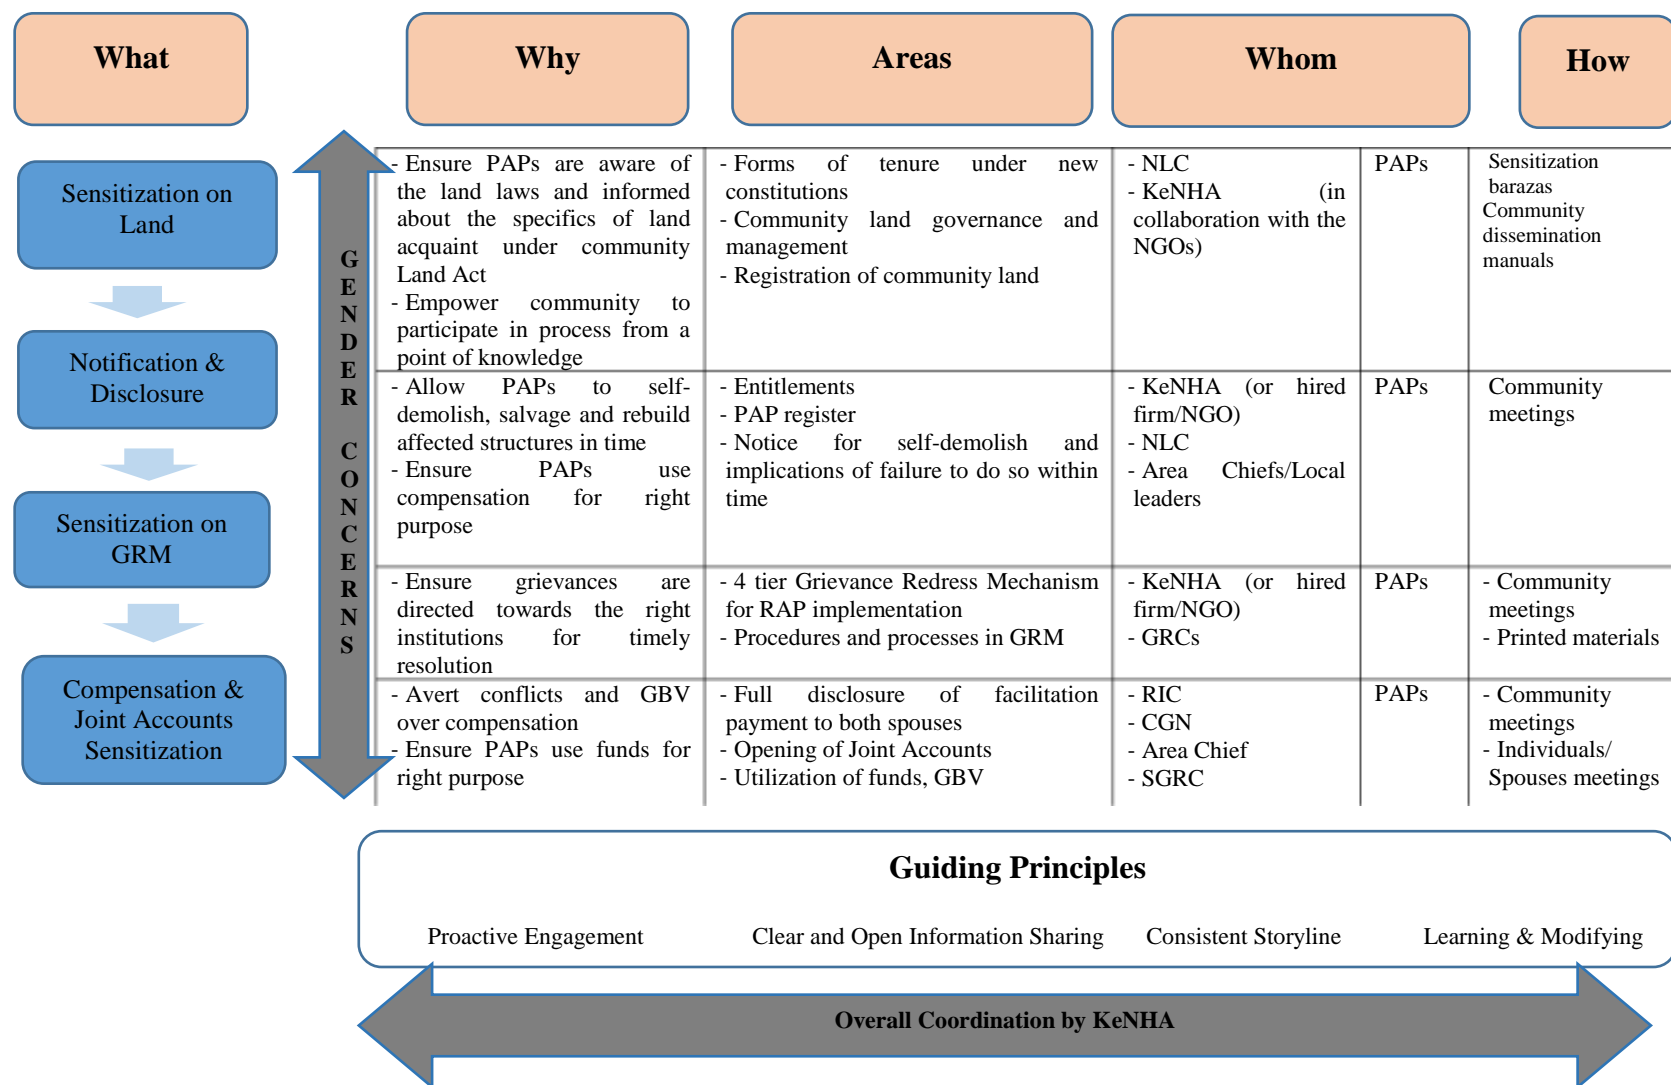 What
Why
Areas
Whom
How
Sensitization on
Land
Notification &
Disclosure
Sensitization on
GRM
Compensation &
Joint Accounts
Sensitization
GENDER CONCERNS
- Ensure PAPs are aware of
the land laws and informed
about the specifics of land
acquaint under community
Land Act
- Empower community to
participate in process from a
point of knowledge
- Forms of tenure under new
constitutions
- Community land governance and
management
- Registration of community land
- NLC
- KeNHA (in
collaboration with the
NGOs)
PAPs
Sensitization
barazas
Community
dissemination
manuals
- Allow PAPs to self-
demolish, salvage and rebuild
affected structures in time
- Ensure PAPs use
compensation for right
purpose
- Entitlements
- PAP register
- Notice for self-demolish and
implications of failure to do so within
time
- KeNHA (or hired
firm/NGO)
- NLC
- Area Chiefs/Local
leaders
PAPs
Community
meetings
- Ensure grievances are
directed towards the right
institutions for timely
resolution
- 4 tier Grievance Redress Mechanism
for RAP implementation
- Procedures and processes in GRM
- KeNHA (or hired
firm/NGO)
- GRCs
PAPs
- Community
meetings
- Printed materials
- Avert conflicts and GBV
over compensation
- Ensure PAPs use funds for
right purpose
- Full disclosure of facilitation
payment to both spouses
- Opening of Joint Accounts
- Utilization of funds, GBV
- RIC
- CGN
- Area Chief
- SGRC
PAPs
- Community
meetings
- Individuals/
Spouses meetings
Guiding Principles
Proactive Engagement Clear and Open Information Sharing Consistent Storyline Learning & Modifying
Overall Coordination by KeNHA